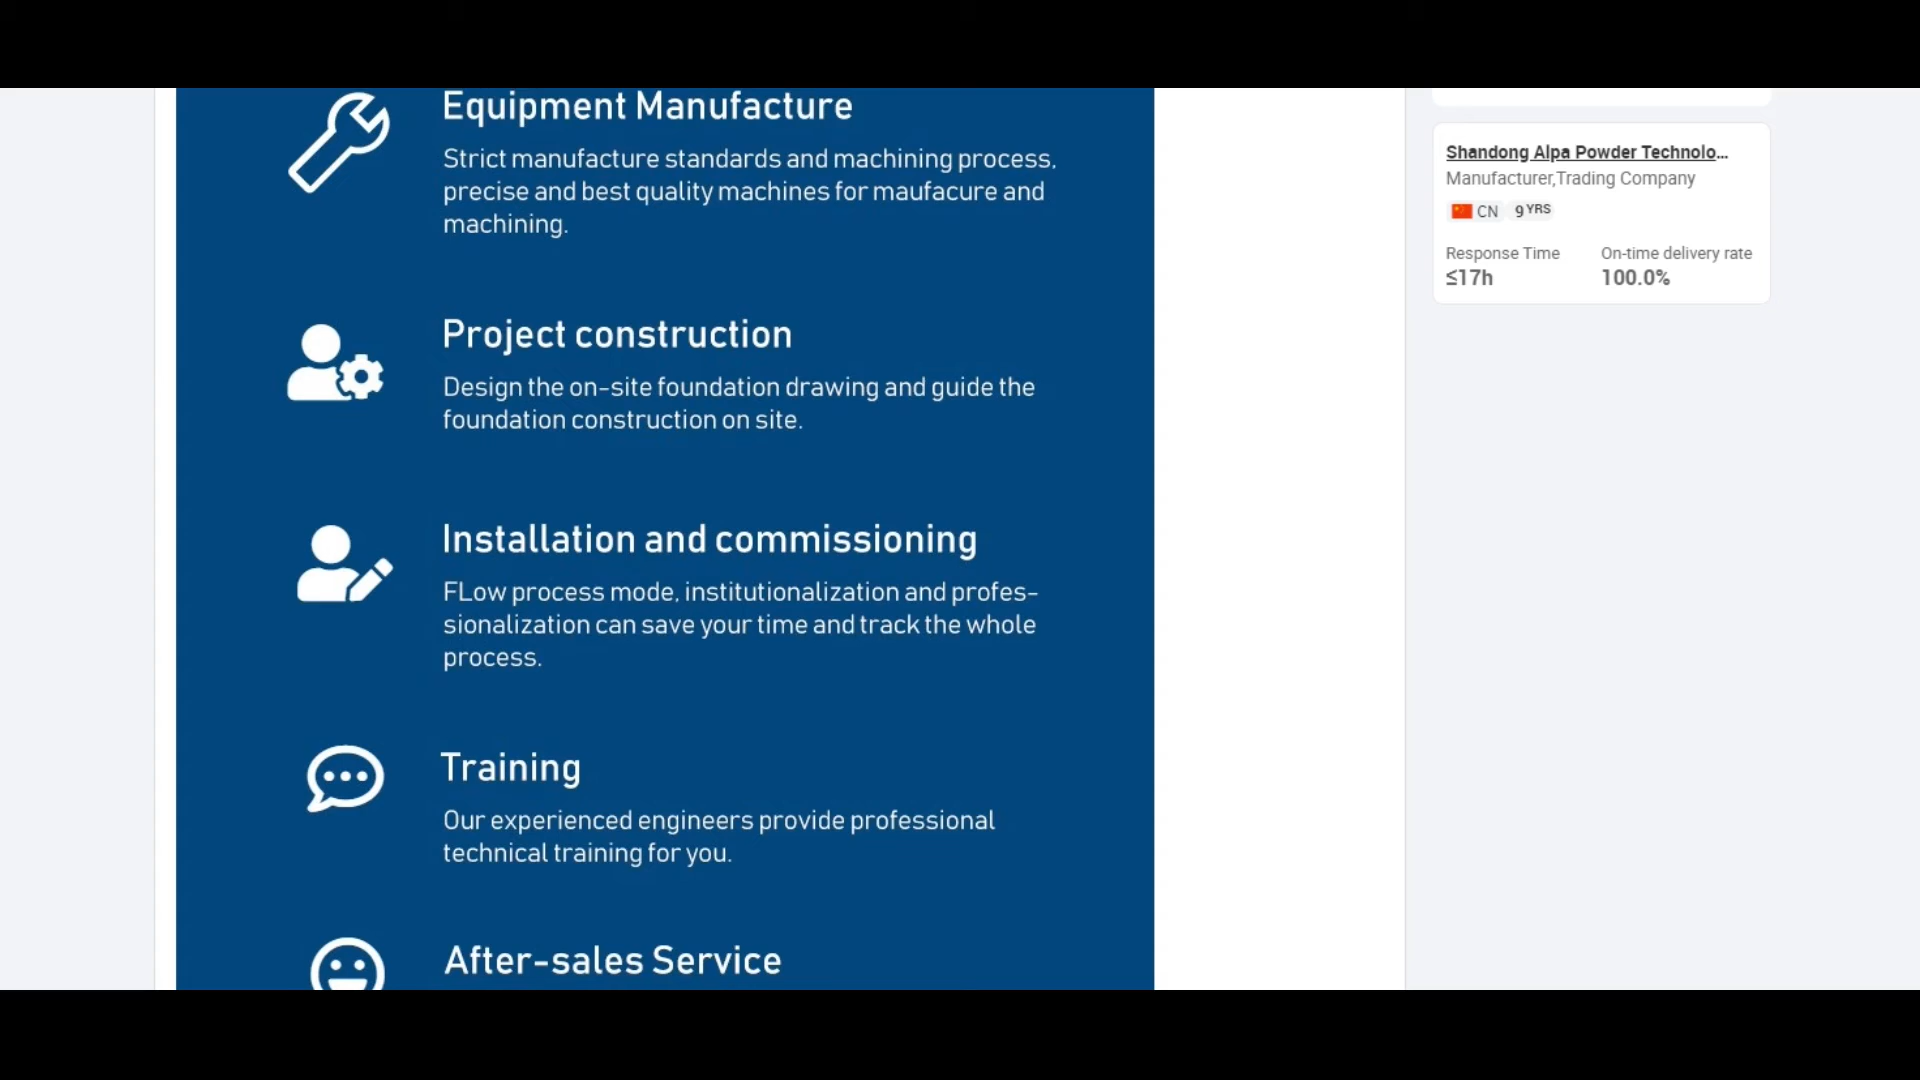 Equipment Manufacture
Strict manufacture standards and machining process,
precise and best quality machines for maufacure and
machining.
Project construction
Design the on-site foundation drawing and guide the
foundation construction on site.
Installation and commissioning
FLow process mode, institutionalization and profes-
sionalization can save your time and track the whole
process.
Training
Our experienced engineers provide professional
technical training for you.
After-sales Service
Shandong Alpa Powder Technolo...
Manufacturer,Trading Company
CN 9 YRS
Response Time On-time delivery rate
≤17h 100.0%